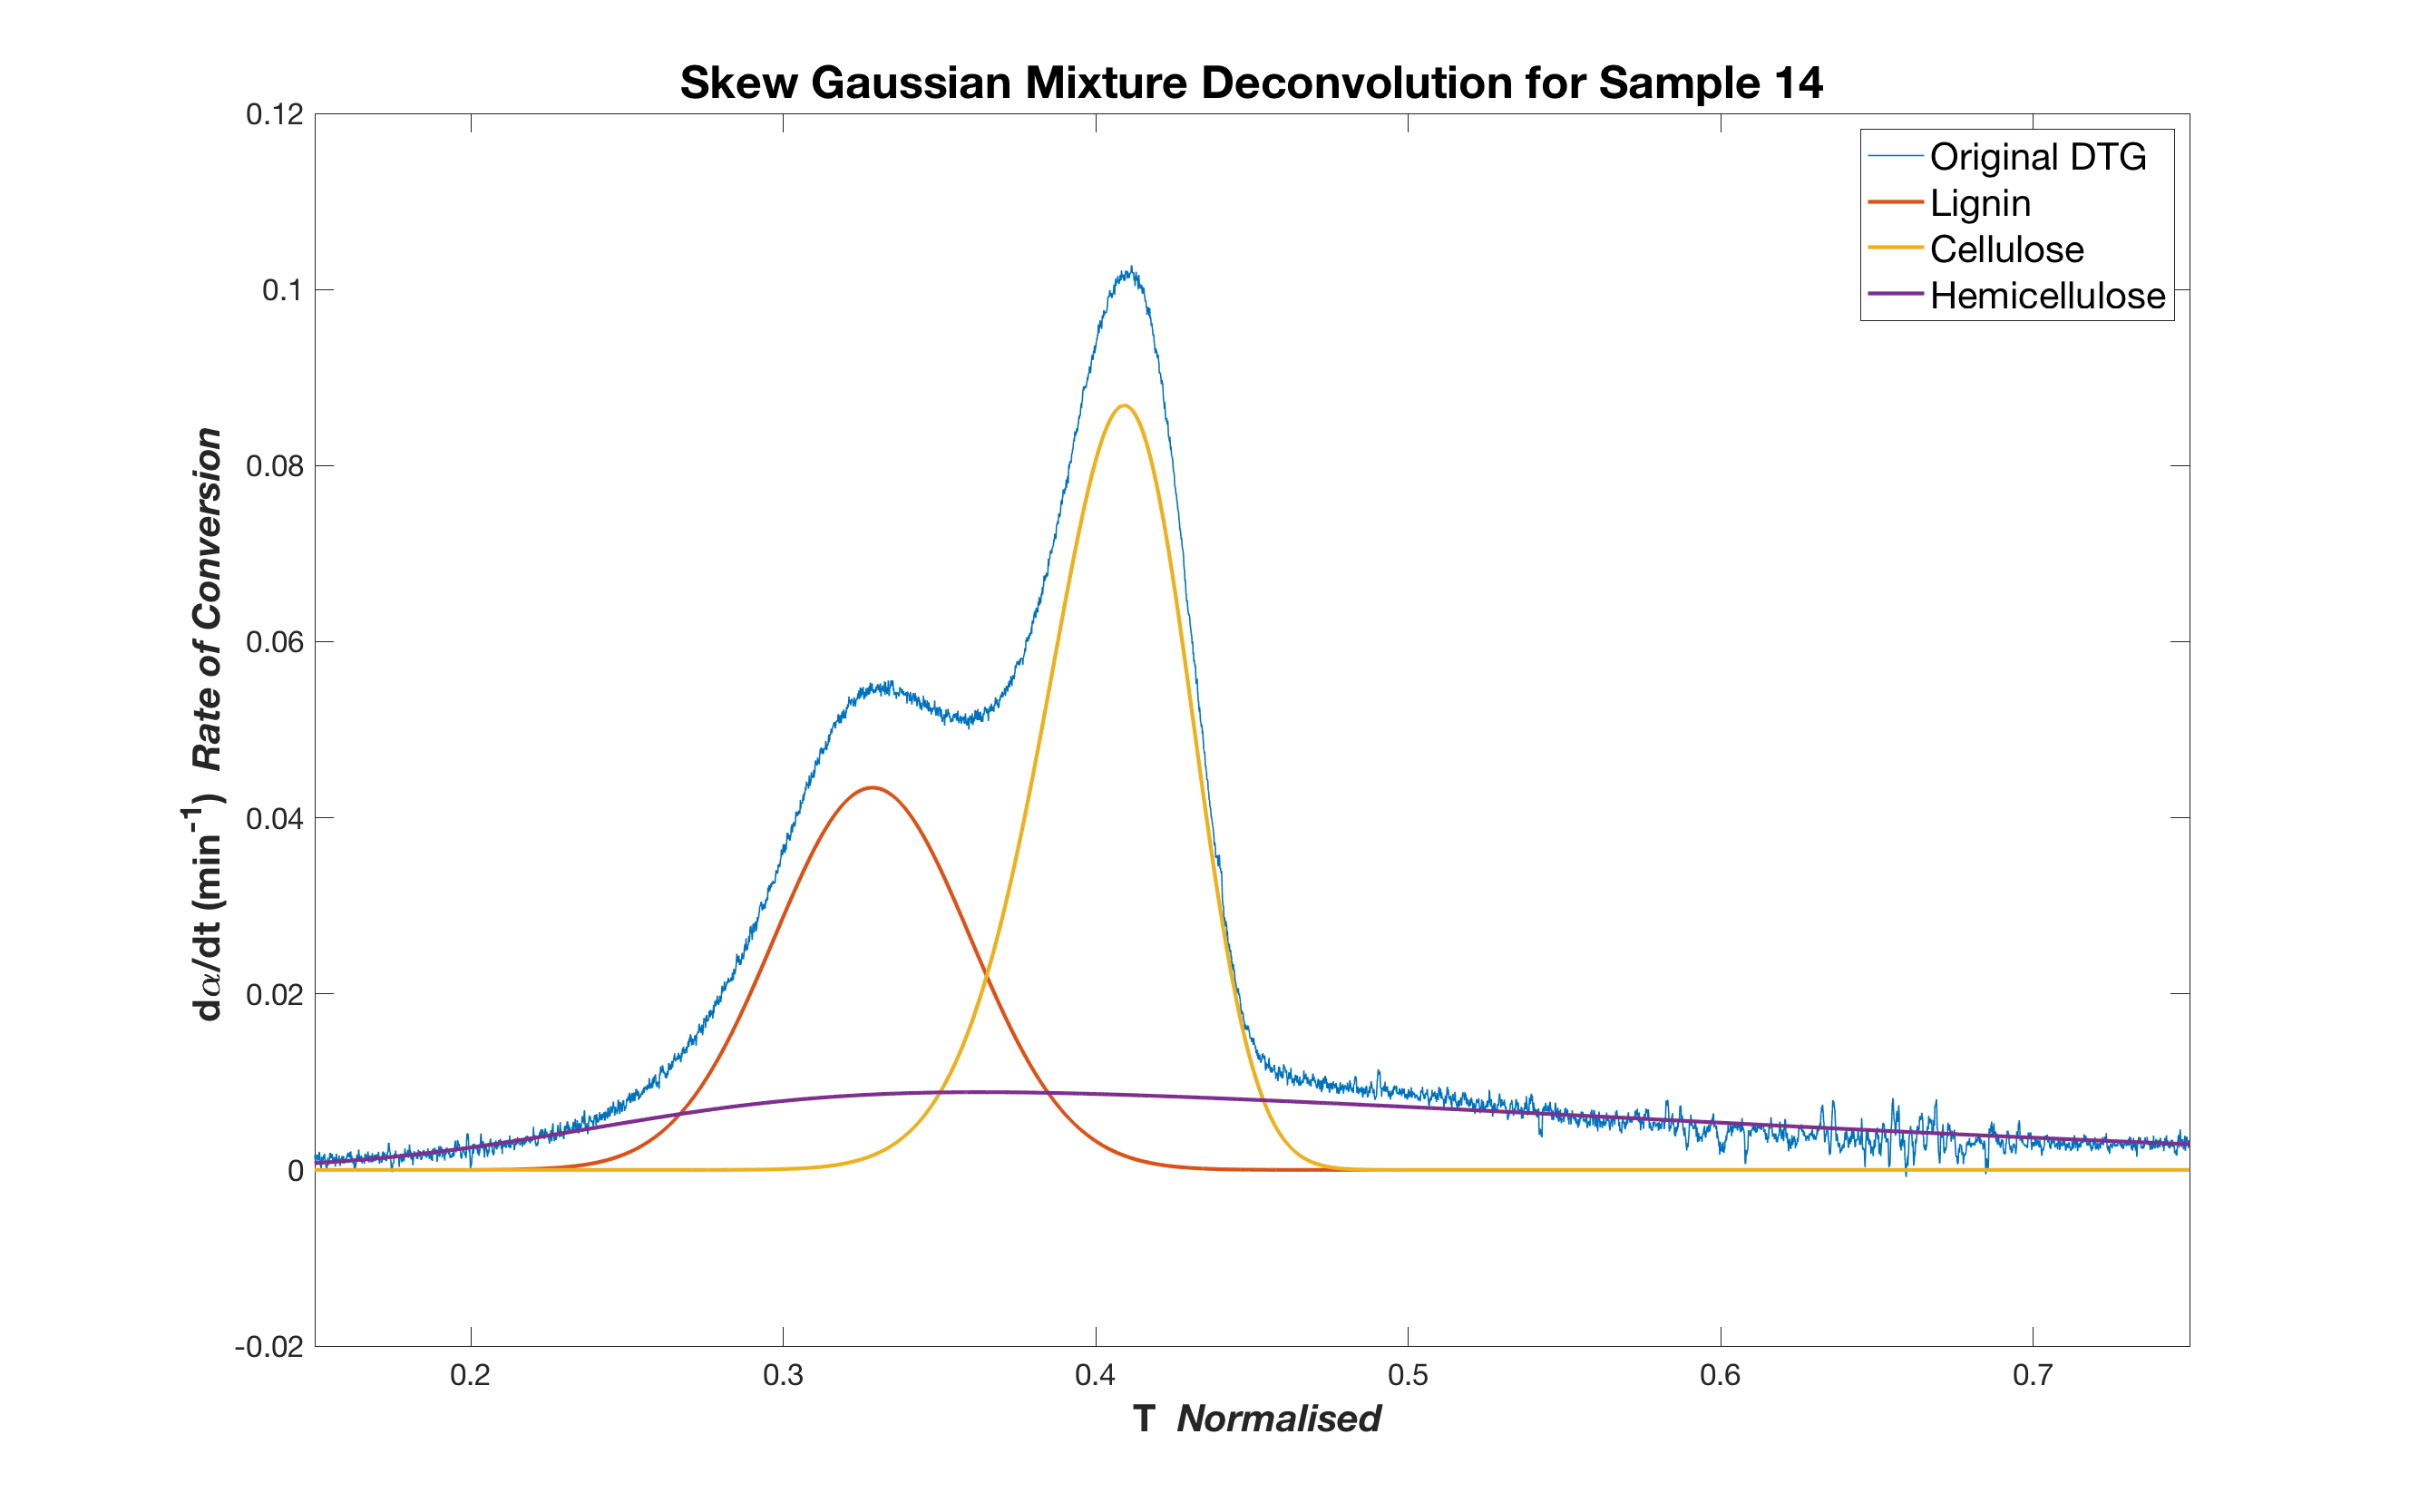 Skew Gaussian Mixture Deconvolution for Sample 14
0.12
0.1
0.08
0.06
0.04
0.02
0
-0.02
dα/dt (min⁻¹) Rate of Conversion
Original DTG
Lignin
Cellulose
Hemicellulose
0.2 0.3 0.4 0.5 0.6 0.7
T Normalised